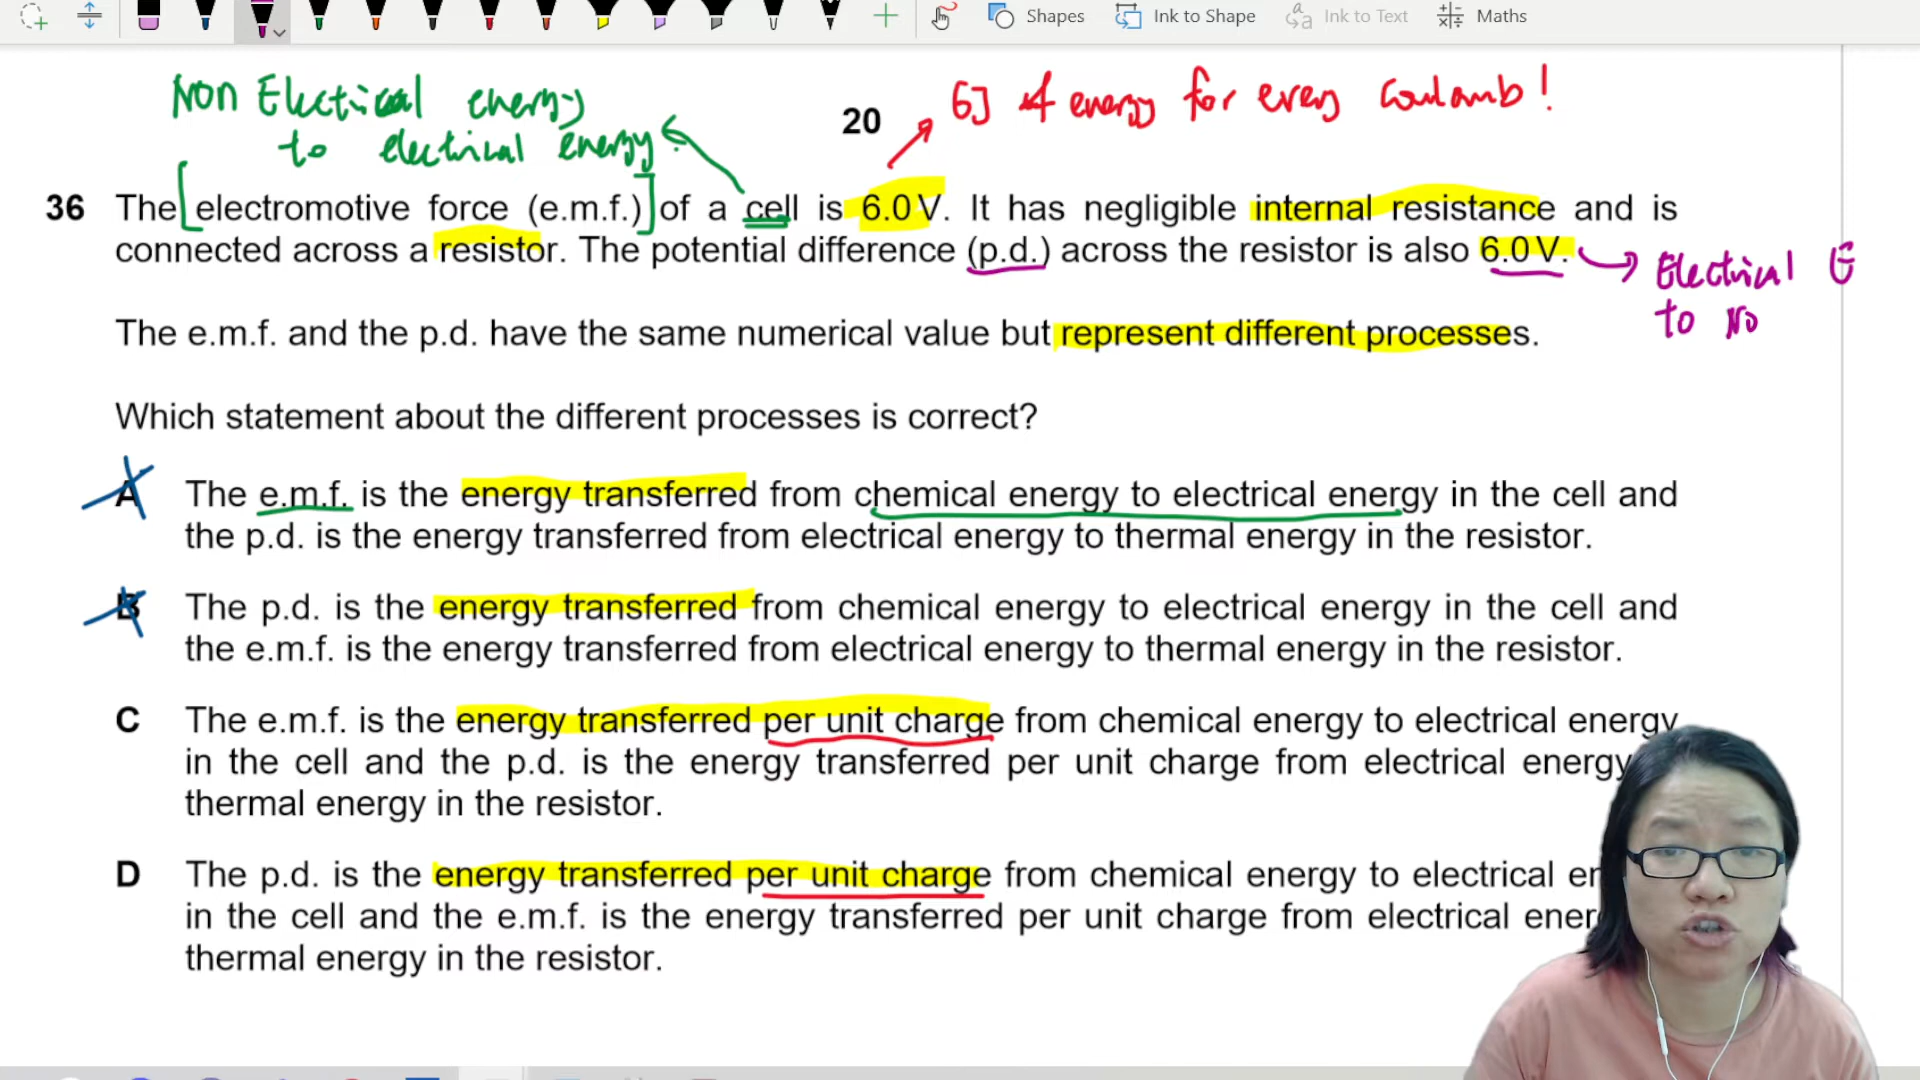 Shapes Ink to Shape Ink to Text Maths
Non Electrical energy
to electrical energy
20
6J of energy for every Coulomb!
36 The electromotive force (e.m.f.) of a cell is 6.0 V. It has negligible internal resistance and is
connected across a resistor. The potential difference (p.d.) across the resistor is also 6.0 V.
Electrical E
to No
The e.m.f. and the p.d. have the same numerical value but represent different processes.
Which statement about the different processes is correct?
A The e.m.f. is the energy transferred from chemical energy to electrical energy in the cell and
the p.d. is the energy transferred from electrical energy to thermal energy in the resistor.
B The p.d. is the energy transferred from chemical energy to electrical energy in the cell and
the e.m.f. is the energy transferred from electrical energy to thermal energy in the resistor.
C The e.m.f. is the energy transferred per unit charge from chemical energy to electrical energy
in the cell and the p.d. is the energy transferred per unit charge from electrical energy
thermal energy in the resistor.
D The p.d. is the energy transferred per unit charge from chemical energy to electrical
in the cell and the e.m.f. is the energy transferred per unit charge from electrical
thermal energy in the resistor.